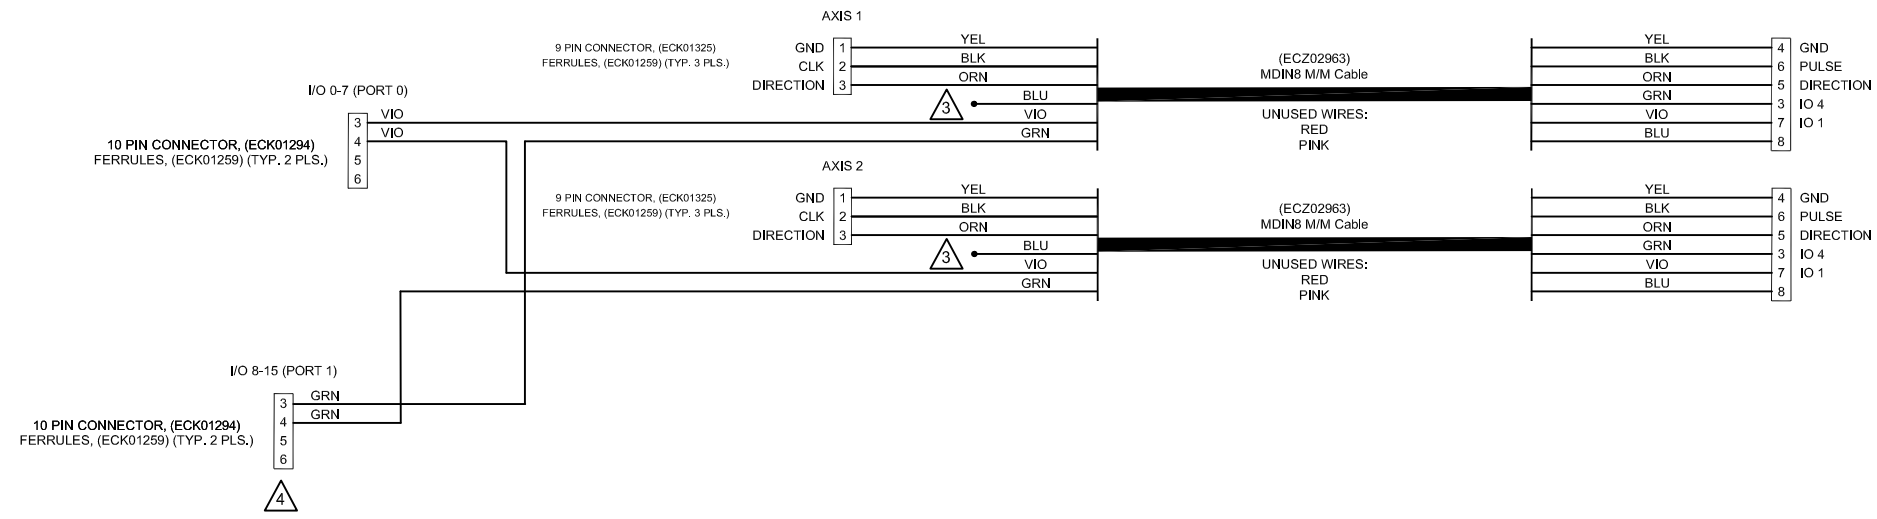 AXIS 1
9 PIN CONNECTOR, (ECK01325)
FERRULES, (ECK01259) (TYP. 3 PLS.)
GND 1 YEL
CLK 2 BLK
DIRECTION 3 ORN
3 BLU
VIO
GRN
(ECZ02963)
MDIN8 M/M Cable
UNUSED WIRES:
RED
PINK
YEL 4 GND
BLK 6 PULSE
ORN 5 DIRECTION
GRN 3 IO 4
VIO 7 IO 1
BLU 8
I/O 0-7 (PORT 0)
10 PIN CONNECTOR, (ECK01294)
FERRULES, (ECK01259) (TYP. 2 PLS.)
3 VIO
4 VIO
5
6
AXIS 2
9 PIN CONNECTOR, (ECK01325)
FERRULES, (ECK01259) (TYP. 3 PLS.)
GND 1 YEL
CLK 2 BLK
DIRECTION 3 ORN
3 BLU
VIO
GRN
(ECZ02963)
MDIN8 M/M Cable
UNUSED WIRES:
RED
PINK
YEL 4 GND
BLK 6 PULSE
ORN 5 DIRECTION
GRN 3 IO 4
VIO 7 IO 1
BLU 8
I/O 8-15 (PORT 1)
10 PIN CONNECTOR, (ECK01294)
FERRULES, (ECK01259) (TYP. 2 PLS.)
3 GRN
4 GRN
5
6
4